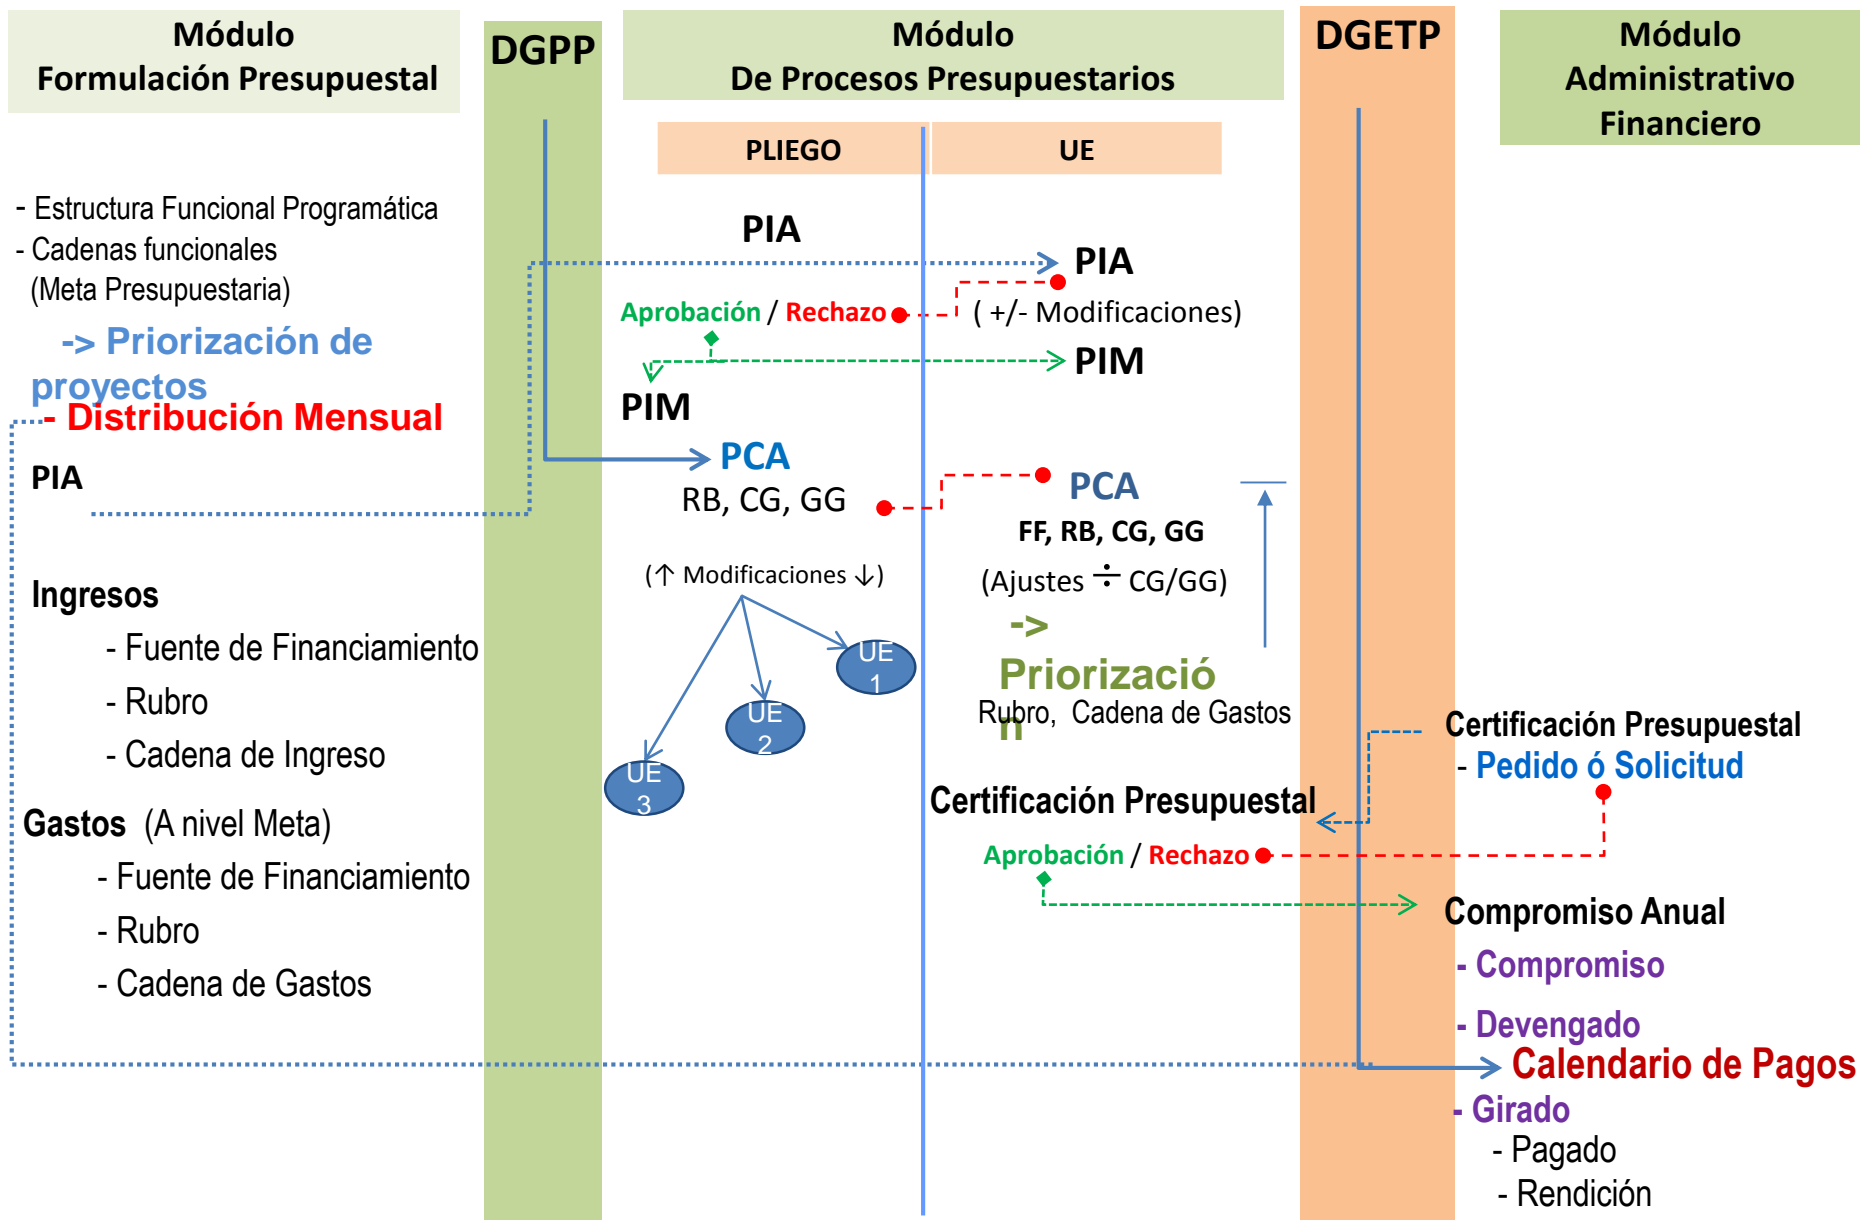 Módulo
Formulación Presupuestal
DGPP
Módulo
De Procesos Presupuestarios
DGETP
Módulo
Administrativo
Financiero
PLIEGO
UE
- Estructura Funcional Programática
- Cadenas funcionales
(Meta Presupuestaria)
-> Priorización de
proyectos
- Distribución Mensual
PIA
Ingresos
- Fuente de Financiamiento
- Rubro
- Cadena de Ingreso
Gastos (A nivel Meta)
- Fuente de Financiamiento
- Rubro
- Cadena de Gastos
PIA
Aprobación / Rechazo
PIM
PCA
RB, CG, GG
(↑ Modificaciones ↓)
UE
1
UE
2
UE
3
PIA
( +/- Modificaciones)
PIM
PCA
FF, RB, CG, GG
(Ajustes ÷ CG/GG)
->
Priorizació
n
Rubro, Cadena de Gastos
Certificación Presupuestal
Aprobación / Rechazo
Certificación Presupuestal
- Pedido ó Solicitud
Compromiso Anual
- Compromiso
- Devengado
Calendario de Pagos
- Girado
- Pagado
- Rendición